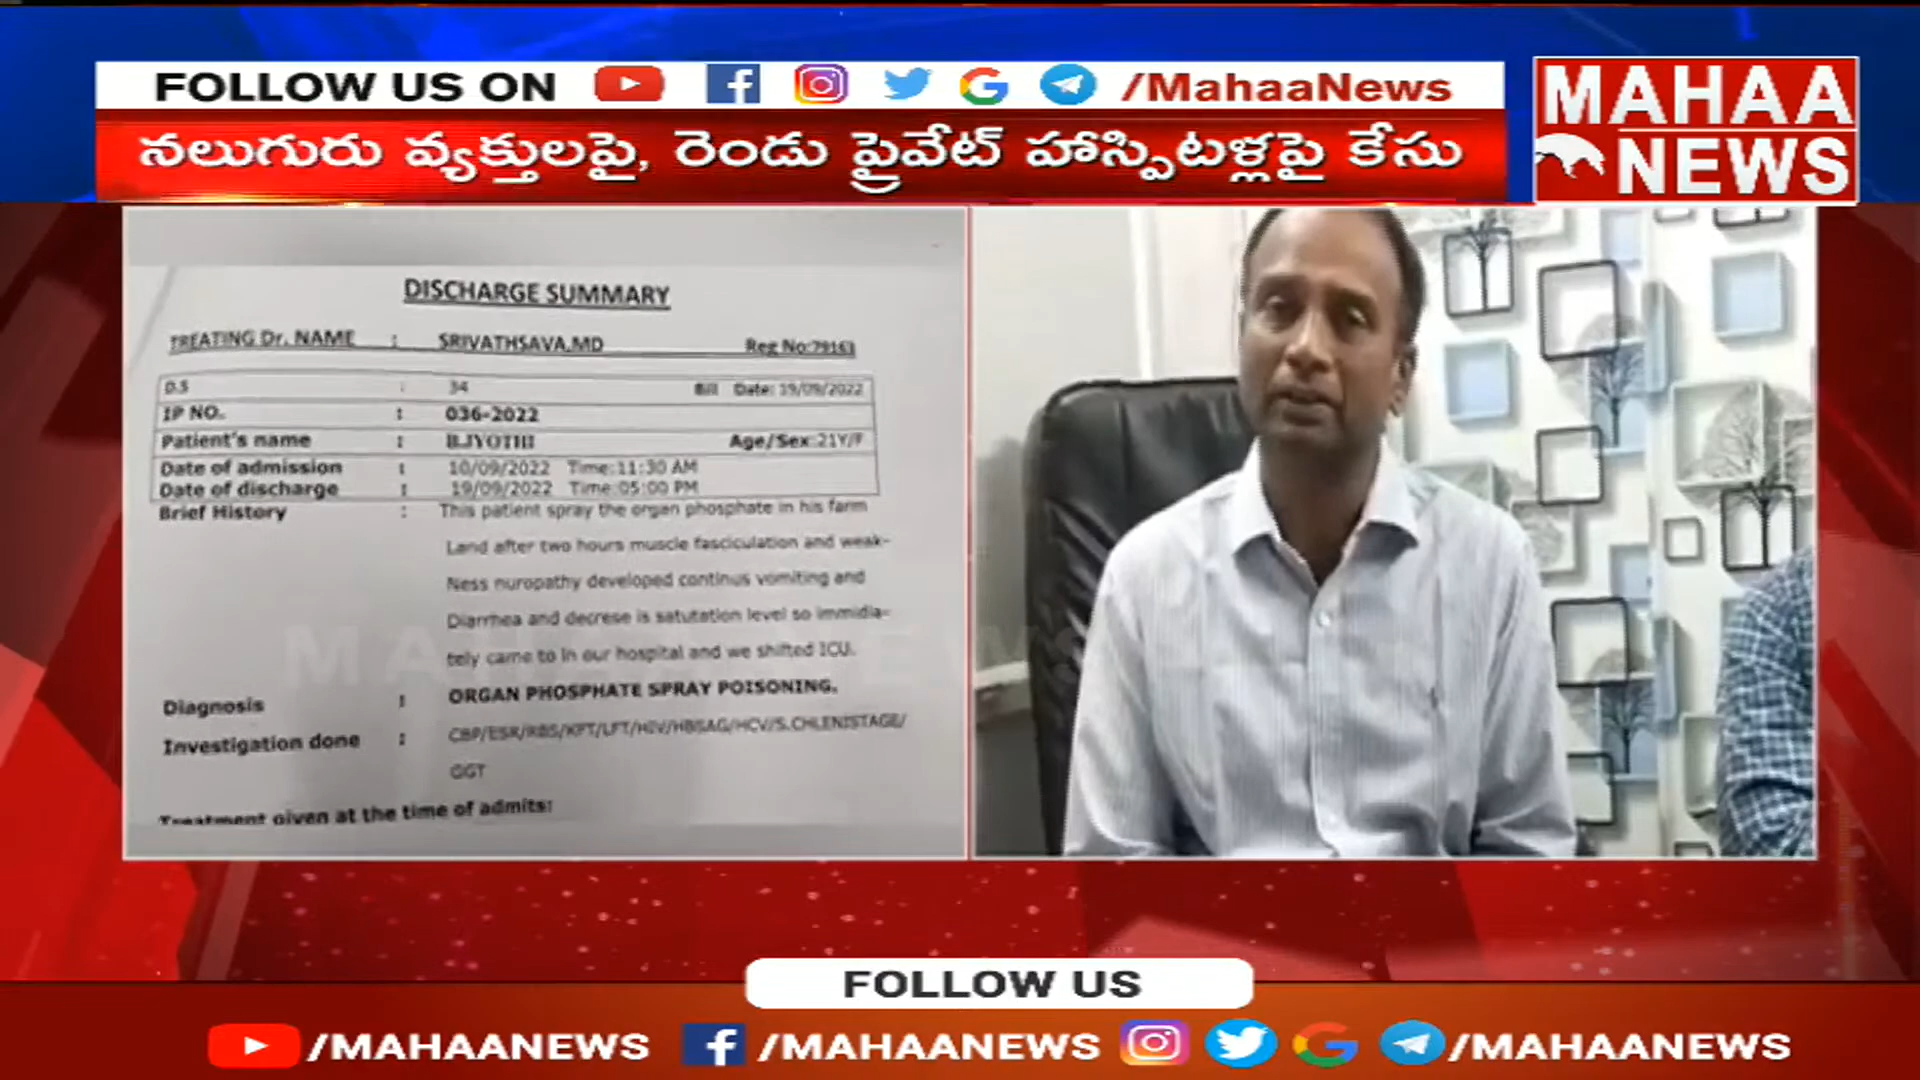 FOLLOW US ON /MahaaNews
MAHAA
NEWS
నలుగురు వ్యక్తులపై, రెండు ప్రైవేట్ హాస్పిటళ్లపై కేసు
DISCHARGE SUMMARY
TREATING Dr. NAME : SRIVATHSAVA,MD Reg No:79163
D.S : 34 Bill Date: 19/09/2022
IP NO. : 036-2022
Patient's name : B.JYOTHI Age/Sex:21Y/F
Date of admission : 10/09/2022 Time:11:30 AM
Date of discharge : 19/09/2022 Time:05:00 PM
Brief History : This patient spray the organ phosphate in his farm
Land after two hours muscle fasciculation and weak-
Ness nuropathy developed continus vomiting and
Diarrhea and decrese is satutation level so immidia-
tely came to in our hospital and we shifted ICU.
Diagnosis : ORGAN PHOSPHATE SPRAY POISONING.
Investigation done : CBP/ESR/RBS/KFT/LFT/HIV/HBSAG/HCV/S.CHLENISTAGE/
GGT
Treatment given at the time of admits:
MAHAA NEWS
FOLLOW US
/MAHAANEWS /MAHAANEWS /MAHAANEWS